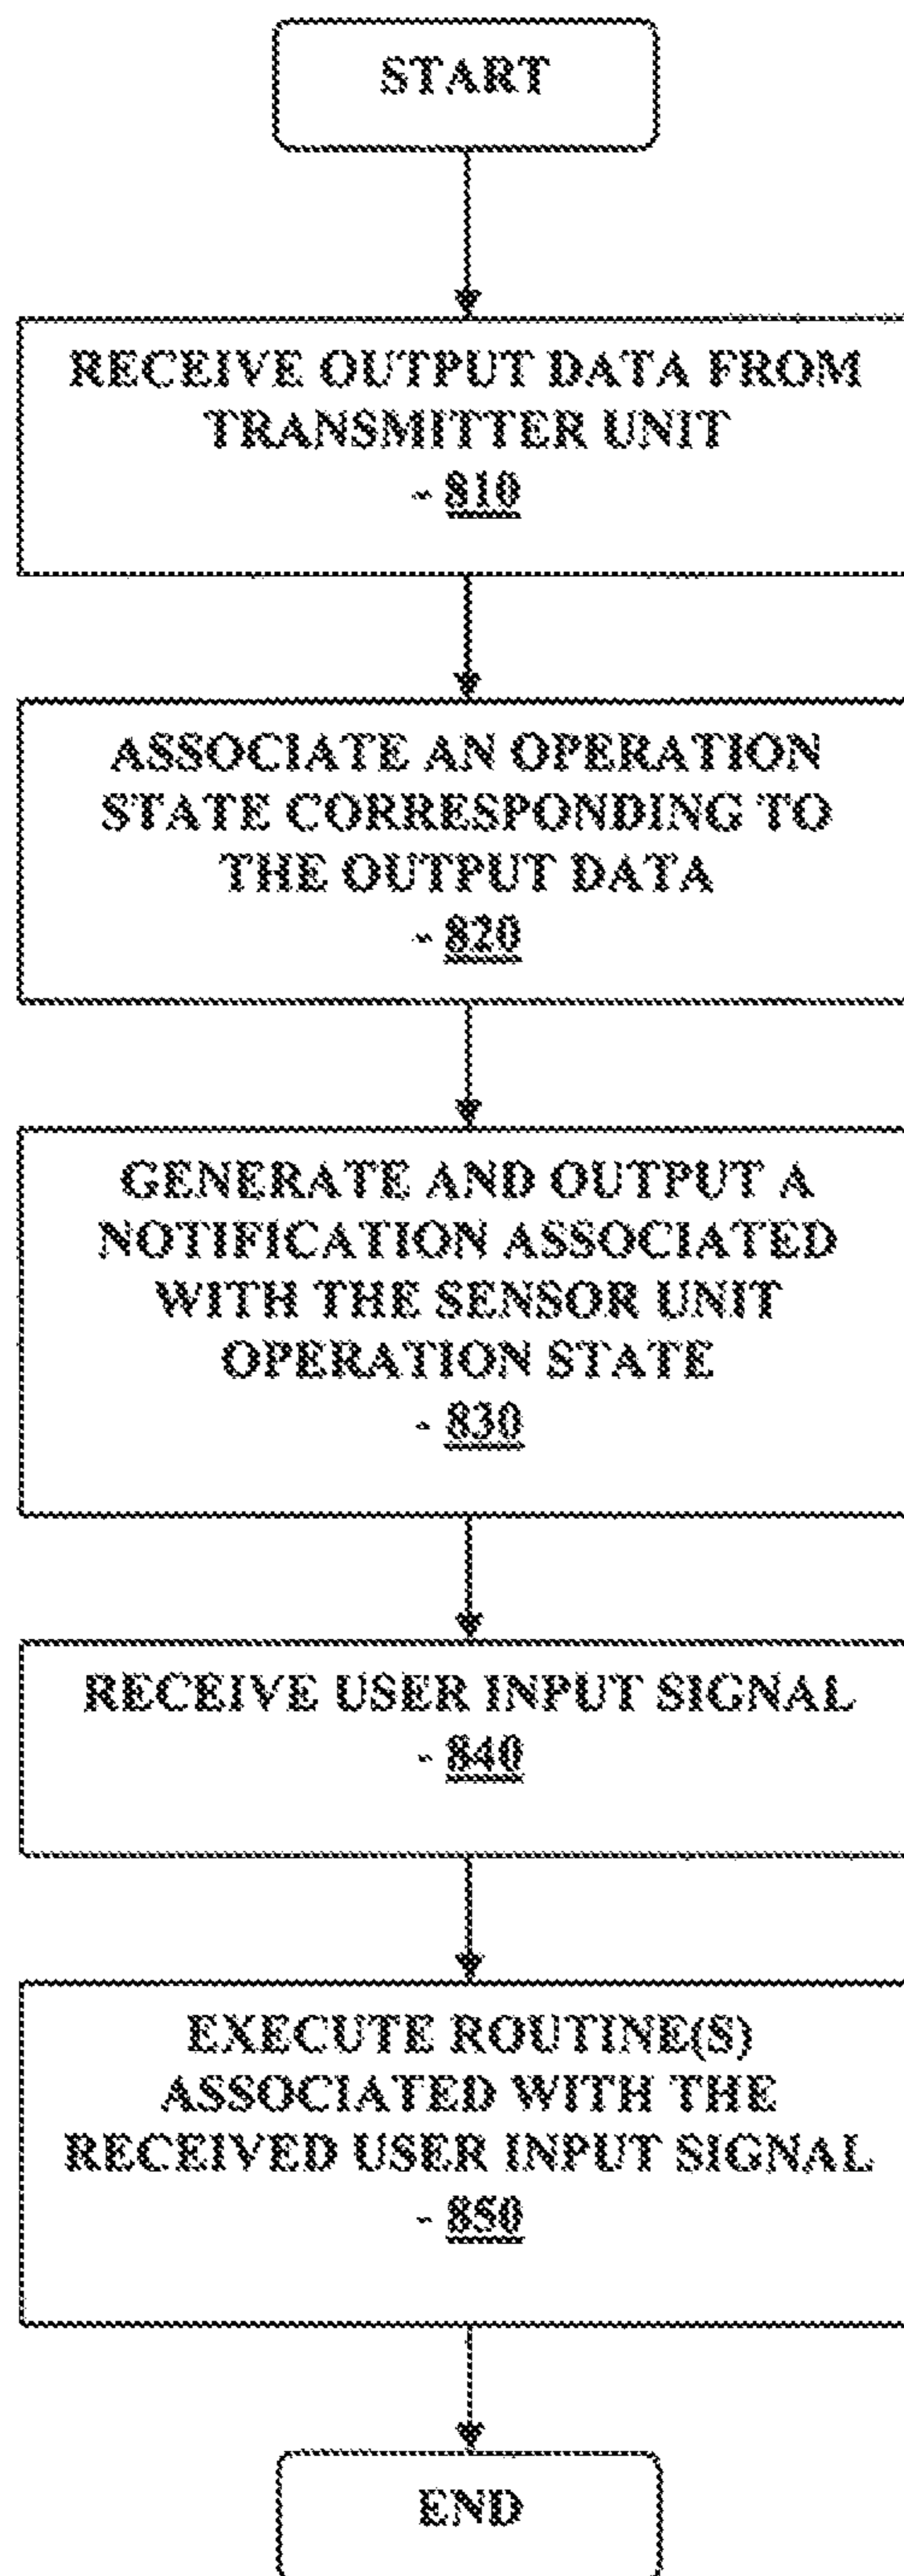 START
RECEIVE OUTPUT DATA FROM
TRANSMITTER UNIT
- 810
ASSOCIATE AN OPERATION
STATE CORRESPONDING TO
THE OUTPUT DATA
- 820
GENERATE AND OUTPUT A
NOTIFICATION ASSOCIATED
WITH THE SENSOR UNIT
OPERATION STATE
- 830
RECEIVE USER INPUT SIGNAL
- 840
EXECUTE ROUTINE(S)
ASSOCIATED WITH THE
RECEIVED USER INPUT SIGNAL
- 850
END